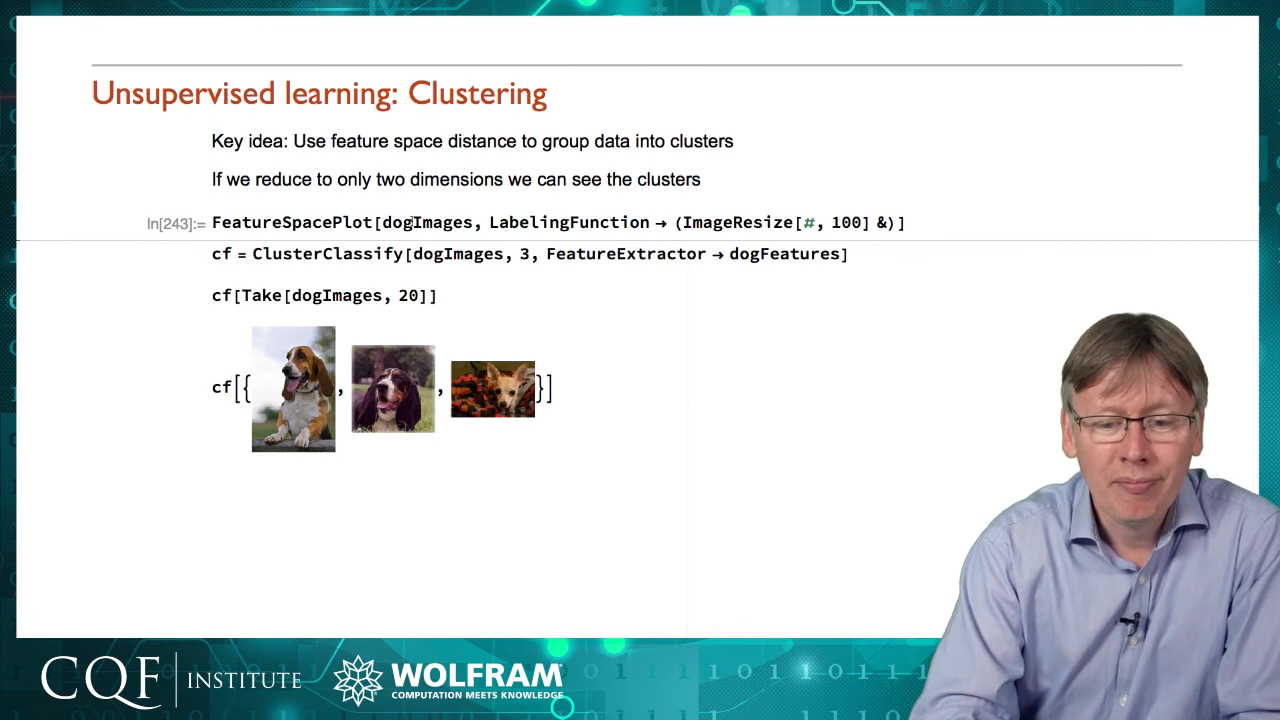 Unsupervised learning: Clustering
Key idea: Use feature space distance to group data into clusters
If we reduce to only two dimensions we can see the clusters
In[243]:= FeatureSpacePlot[dogImages, LabelingFunction → (ImageResize[#, 100] &)]
cf = ClusterClassify[dogImages, 3, FeatureExtractor → dogFeatures]
cf[Take[dogImages, 20]]
cf[{ , , }]
CQF INSTITUTE
WOLFRAM
COMPUTATION MEETS KNOWLEDGE